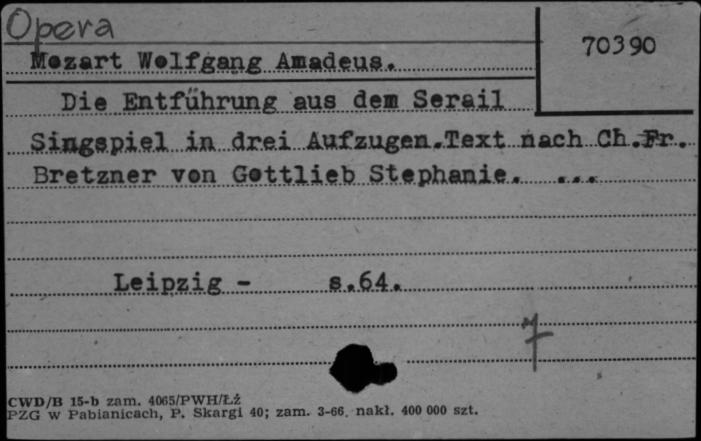 Opera
70390
Mozart Wolfgang Amadeus.
Die Entführung aus dem Serail
Singspiel in drei Aufzugen.Text nach Ch.Fr.
Bretzner von Gottlieb Stephanie. ...
Leipzig - s.64.
CWD/B 15-b zam. 4065/PWH/Łź
PZG w Pabianicach, P. Skargi 40; zam. 3-66. nakł. 400 000 szt.